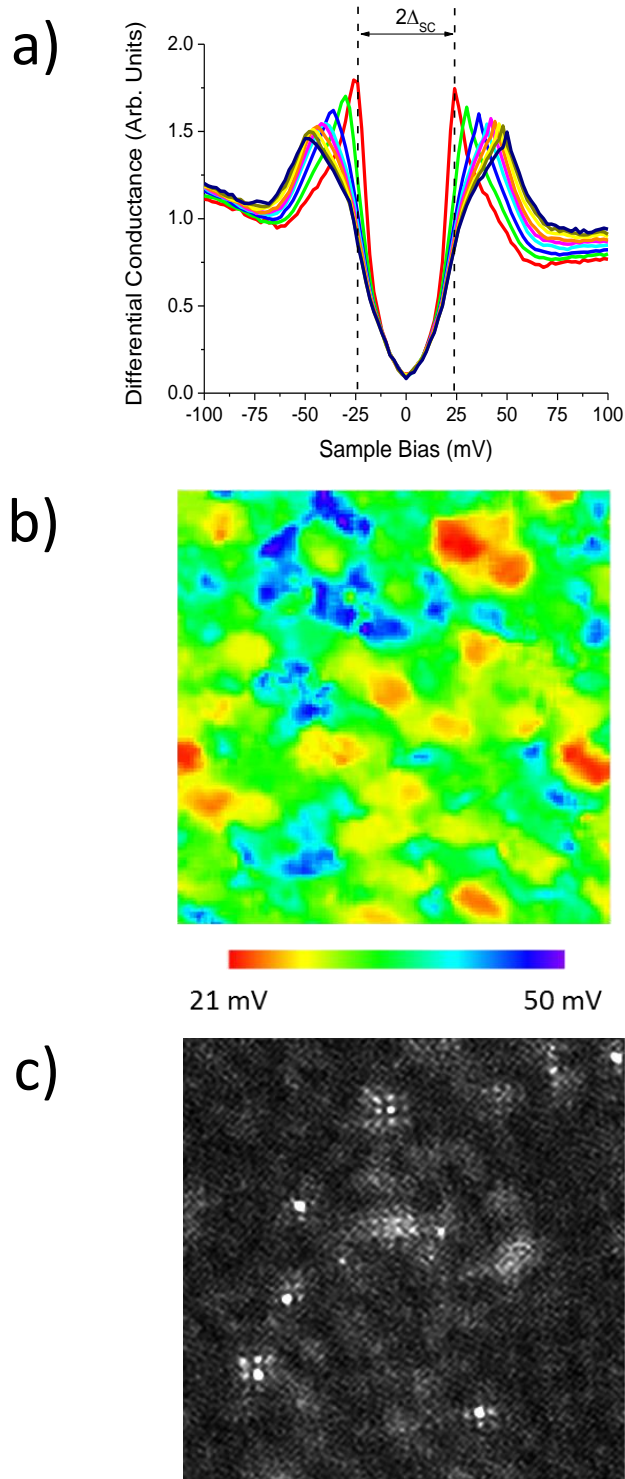 a)
2ΔSC
2.0
1.5
1.0
0.5
0.0
Differential Conductance (Arb. Units)
-100 -75 -50 -25 0 25 50 75 100
Sample Bias (mV)
b)
21 mV 50 mV
c)